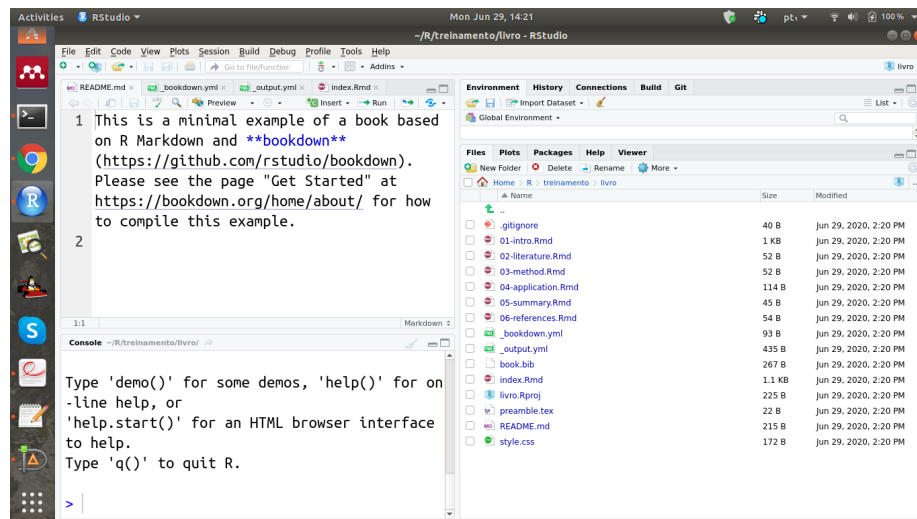 Activities RStudio Mon Jun 29, 14:21 pt₁ 100 %
~/R/treinamento/livro - RStudio
File Edit Code View Plots Session Build Debug Profile Tools Help
Go to file/function Addins livro
README.md _bookdown.yml _output.yml index.Rmd
Preview Insert Run
1 This is a minimal example of a book based
on R Markdown and **bookdown**
(https://github.com/rstudio/bookdown).
Please see the page "Get Started" at
https://bookdown.org/home/about/ for how
to compile this example.
2
1:1 Markdown
Console ~/R/treinamento/livro/
Type 'demo()' for some demos, 'help()' for on
-line help, or
'help.start()' for an HTML browser interface
to help.
Type 'q()' to quit R.
>
Environment History Connections Build Git
Import Dataset List
Global Environment
Files Plots Packages Help Viewer
New Folder Delete Rename More
Home R treinamento livro
Name Size Modified
..
.gitignore 40 B Jun 29, 2020, 2:20 PM
01-intro.Rmd 1 KB Jun 29, 2020, 2:20 PM
02-literature.Rmd 52 B Jun 29, 2020, 2:20 PM
03-method.Rmd 52 B Jun 29, 2020, 2:20 PM
04-application.Rmd 114 B Jun 29, 2020, 2:20 PM
05-summary.Rmd 45 B Jun 29, 2020, 2:20 PM
06-references.Rmd 54 B Jun 29, 2020, 2:20 PM
_bookdown.yml 93 B Jun 29, 2020, 2:20 PM
_output.yml 435 B Jun 29, 2020, 2:20 PM
book.bib 267 B Jun 29, 2020, 2:20 PM
index.Rmd 1.1 KB Jun 29, 2020, 2:20 PM
livro.Rproj 225 B Jun 29, 2020, 2:20 PM
preamble.tex 22 B Jun 29, 2020, 2:20 PM
README.md 215 B Jun 29, 2020, 2:20 PM
style.css 172 B Jun 29, 2020, 2:20 PM